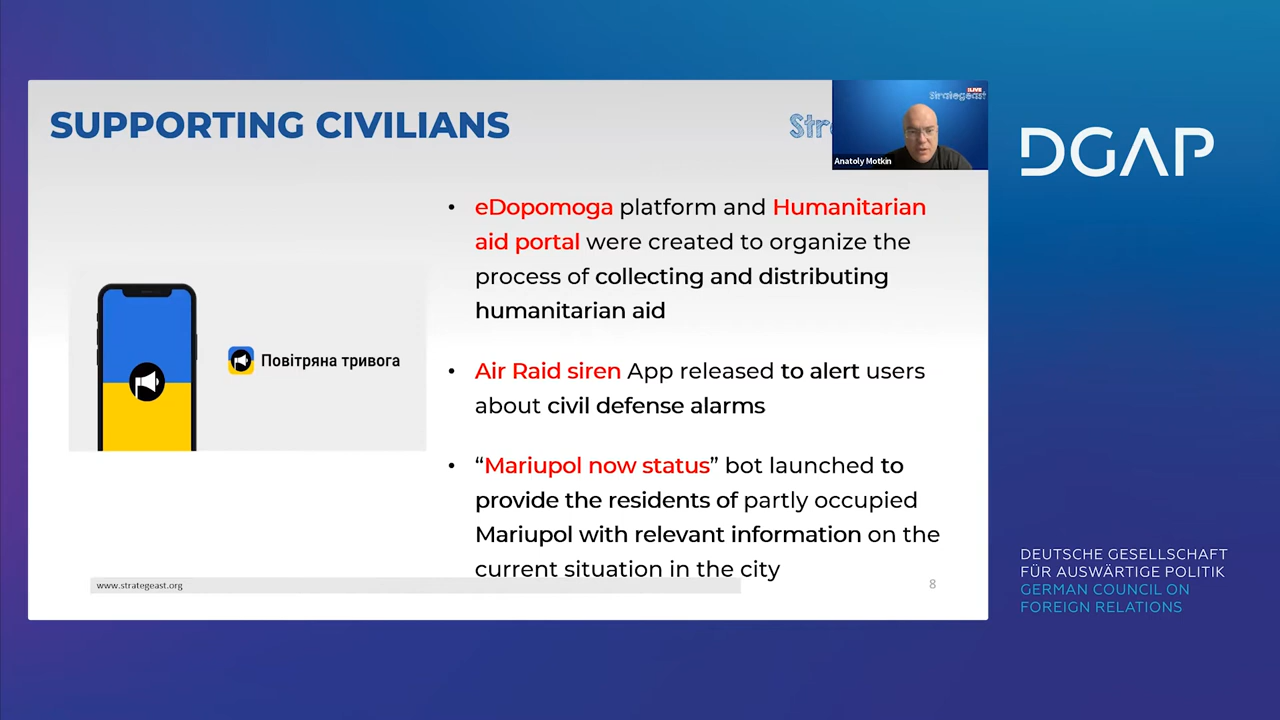 SUPPORTING CIVILIANS
Str
LIVE
Strategeast
Anatoly Motkin
DGAP
• eDopomoga platform and Humanitarian
aid portal were created to organize the
process of collecting and distributing
humanitarian aid
Повітряна тривога
• Air Raid siren App released to alert users
about civil defense alarms
• “Mariupol now status” bot launched to
provide the residents of partly occupied
Mariupol with relevant information on the
current situation in the city
www.strategeast.org
8
DEUTSCHE GESELLSCHAFT
FÜR AUSWÄRTIGE POLITIK
GERMAN COUNCIL ON
FOREIGN RELATIONS